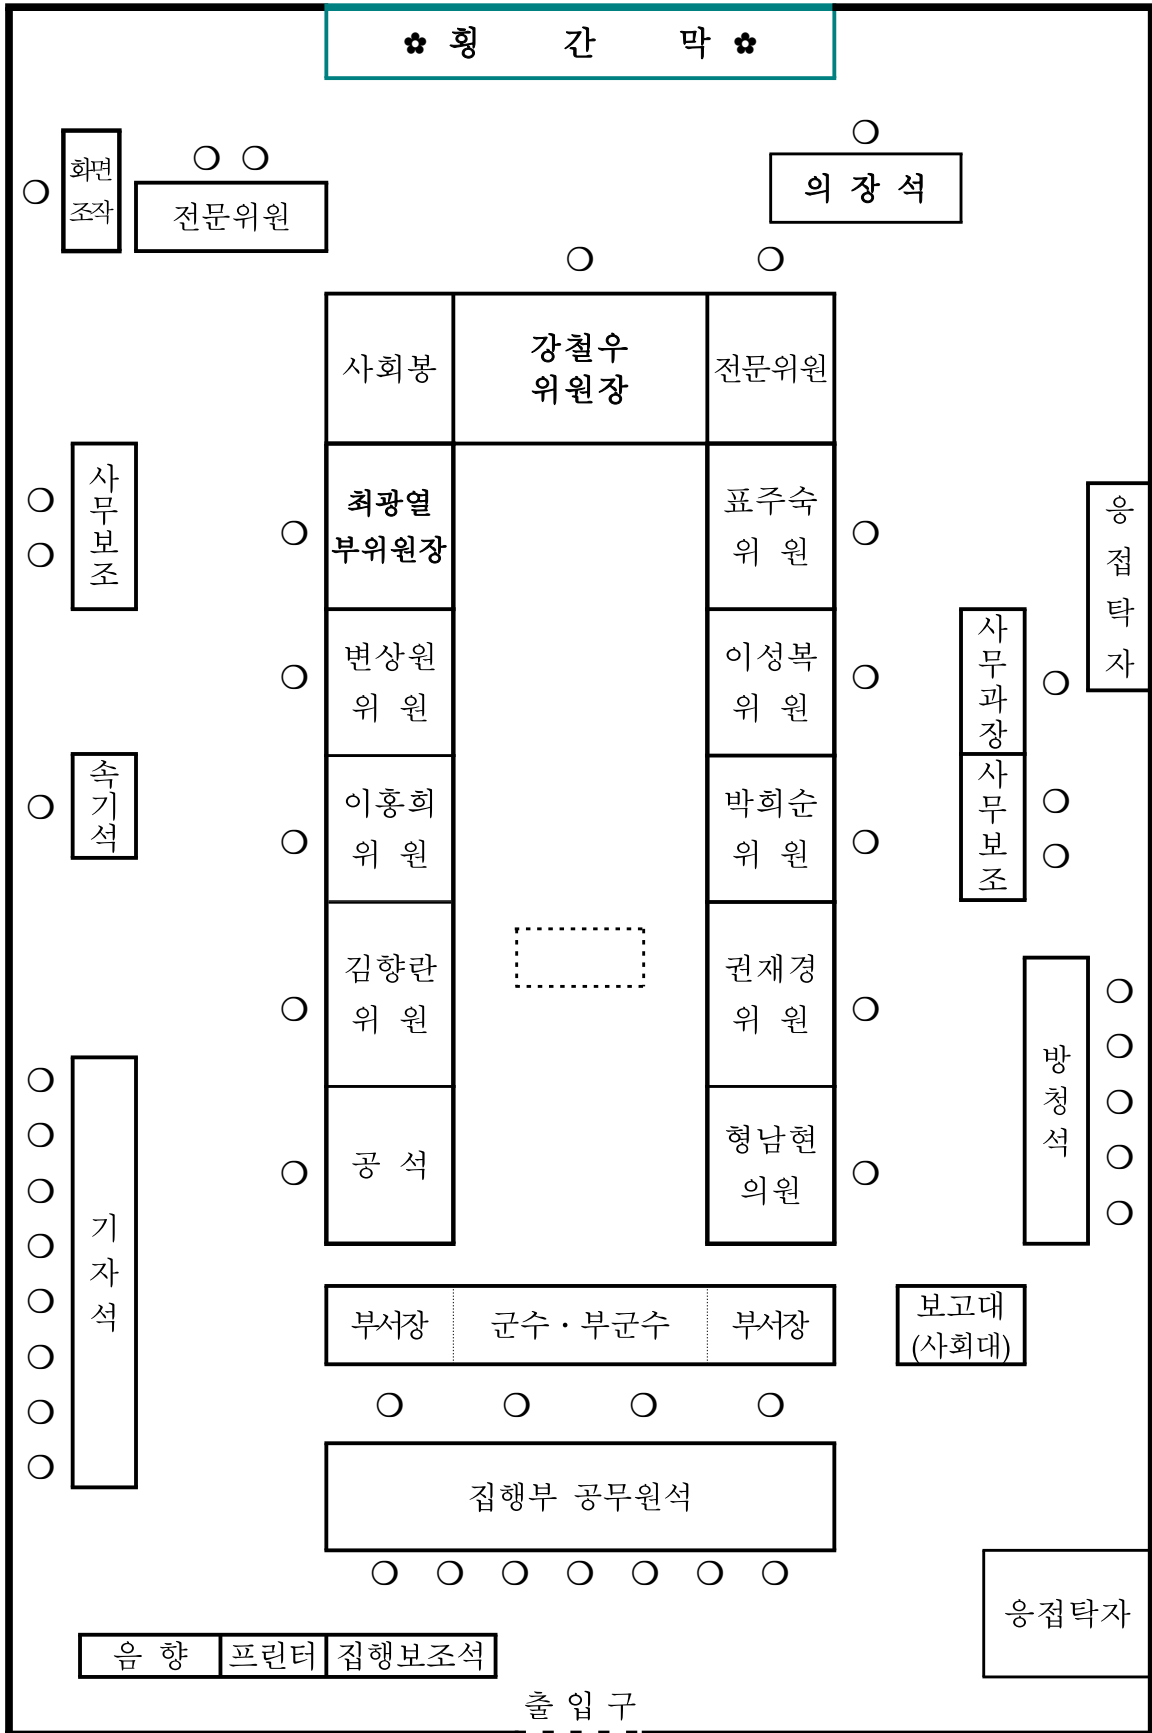 ✿ 횡 간 막 ✿
화면
조작
전문위원
의 장 석
사회봉
강철우
위원장
전문위원
사무보조
최광열
부위원장
표주숙
위 원
응접탁자
변상원
위 원
이성복
위 원
사무과장
속기석
이홍희
위 원
박희순
위 원
사무보조
김향란
위 원
권재경
위 원
방청석
기자석
공 석
형남현
의원
부서장
군수 · 부군수
부서장
보고대
(사회대)
집행부 공무원석
응접탁자
음 향
프린터
집행보조석
출 입 구